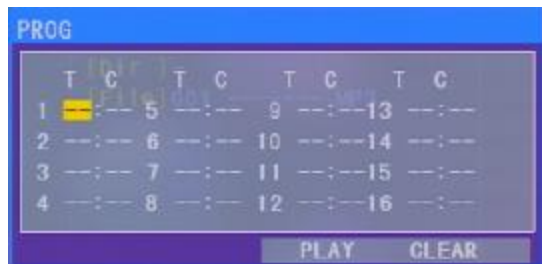 PROG
T C T C T C T C
1 --:-- 5 --:-- 9 --:-- 13 --:--
2 --:-- 6 --:-- 10 --:-- 14 --:--
3 --:-- 7 --:-- 11 --:-- 15 --:--
4 --:-- 8 --:-- 12 --:-- 16 --:--
PLAY CLEAR